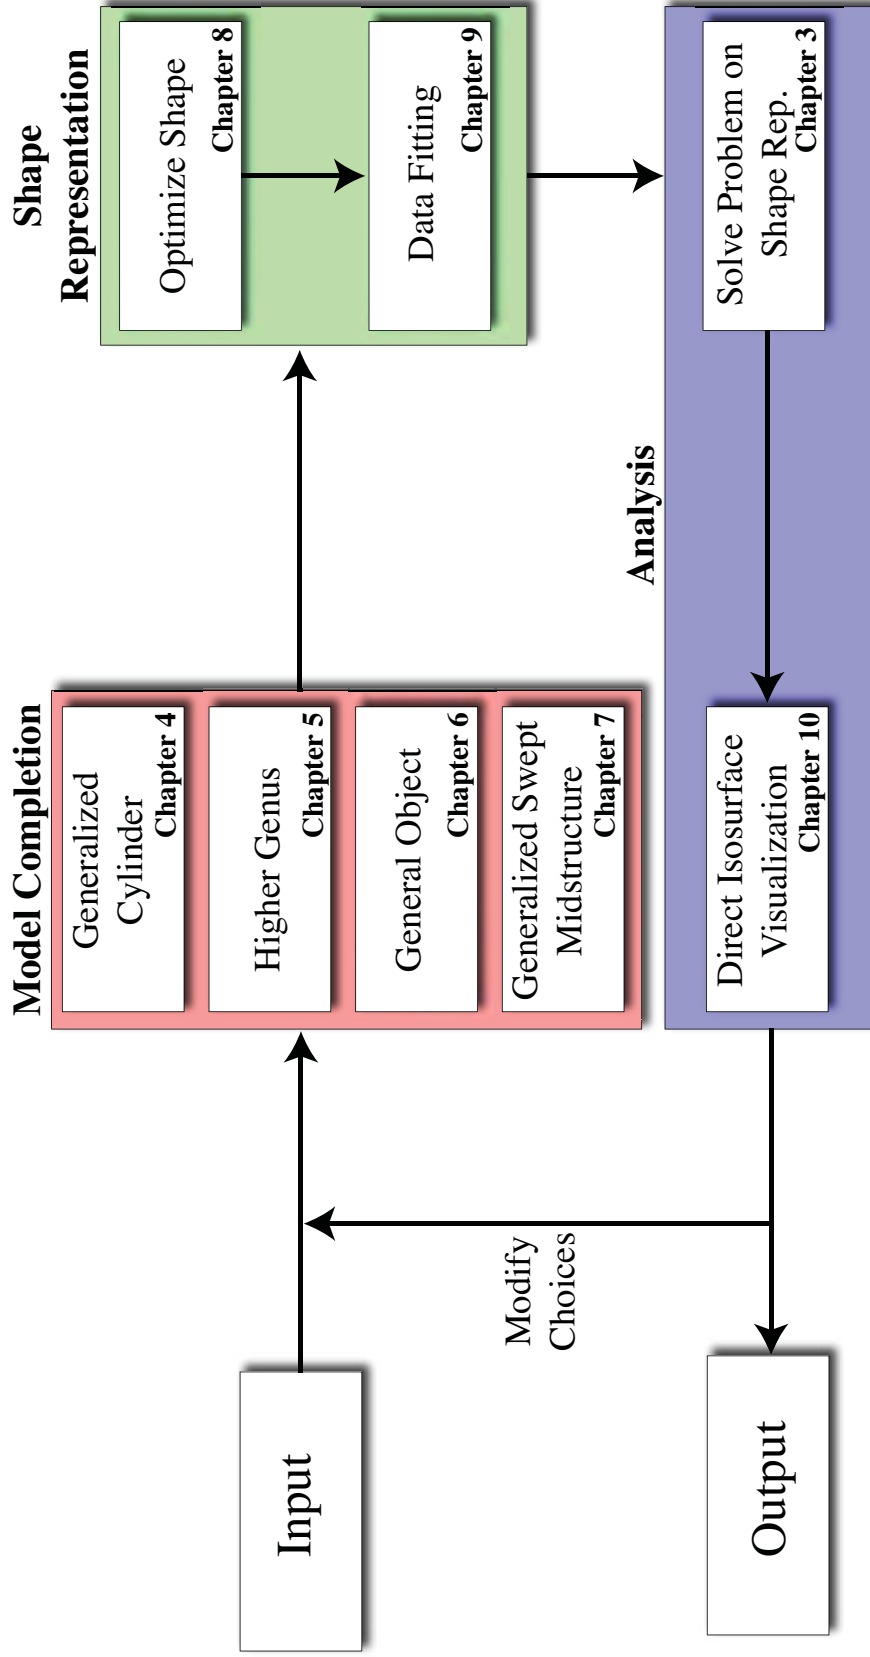 Input
Model Completion
Generalized
Cylinder
Chapter 4
Higher Genus
Chapter 5
General Object
Chapter 6
Generalized Swept
Midstructure
Chapter 7
Shape
Representation
Optimize Shape
Chapter 8
Data Fitting
Chapter 9
Analysis
Solve Problem on
Shape Rep.
Chapter 3
Direct Isosurface
Visualization
Chapter 10
Modify
Choices
Output